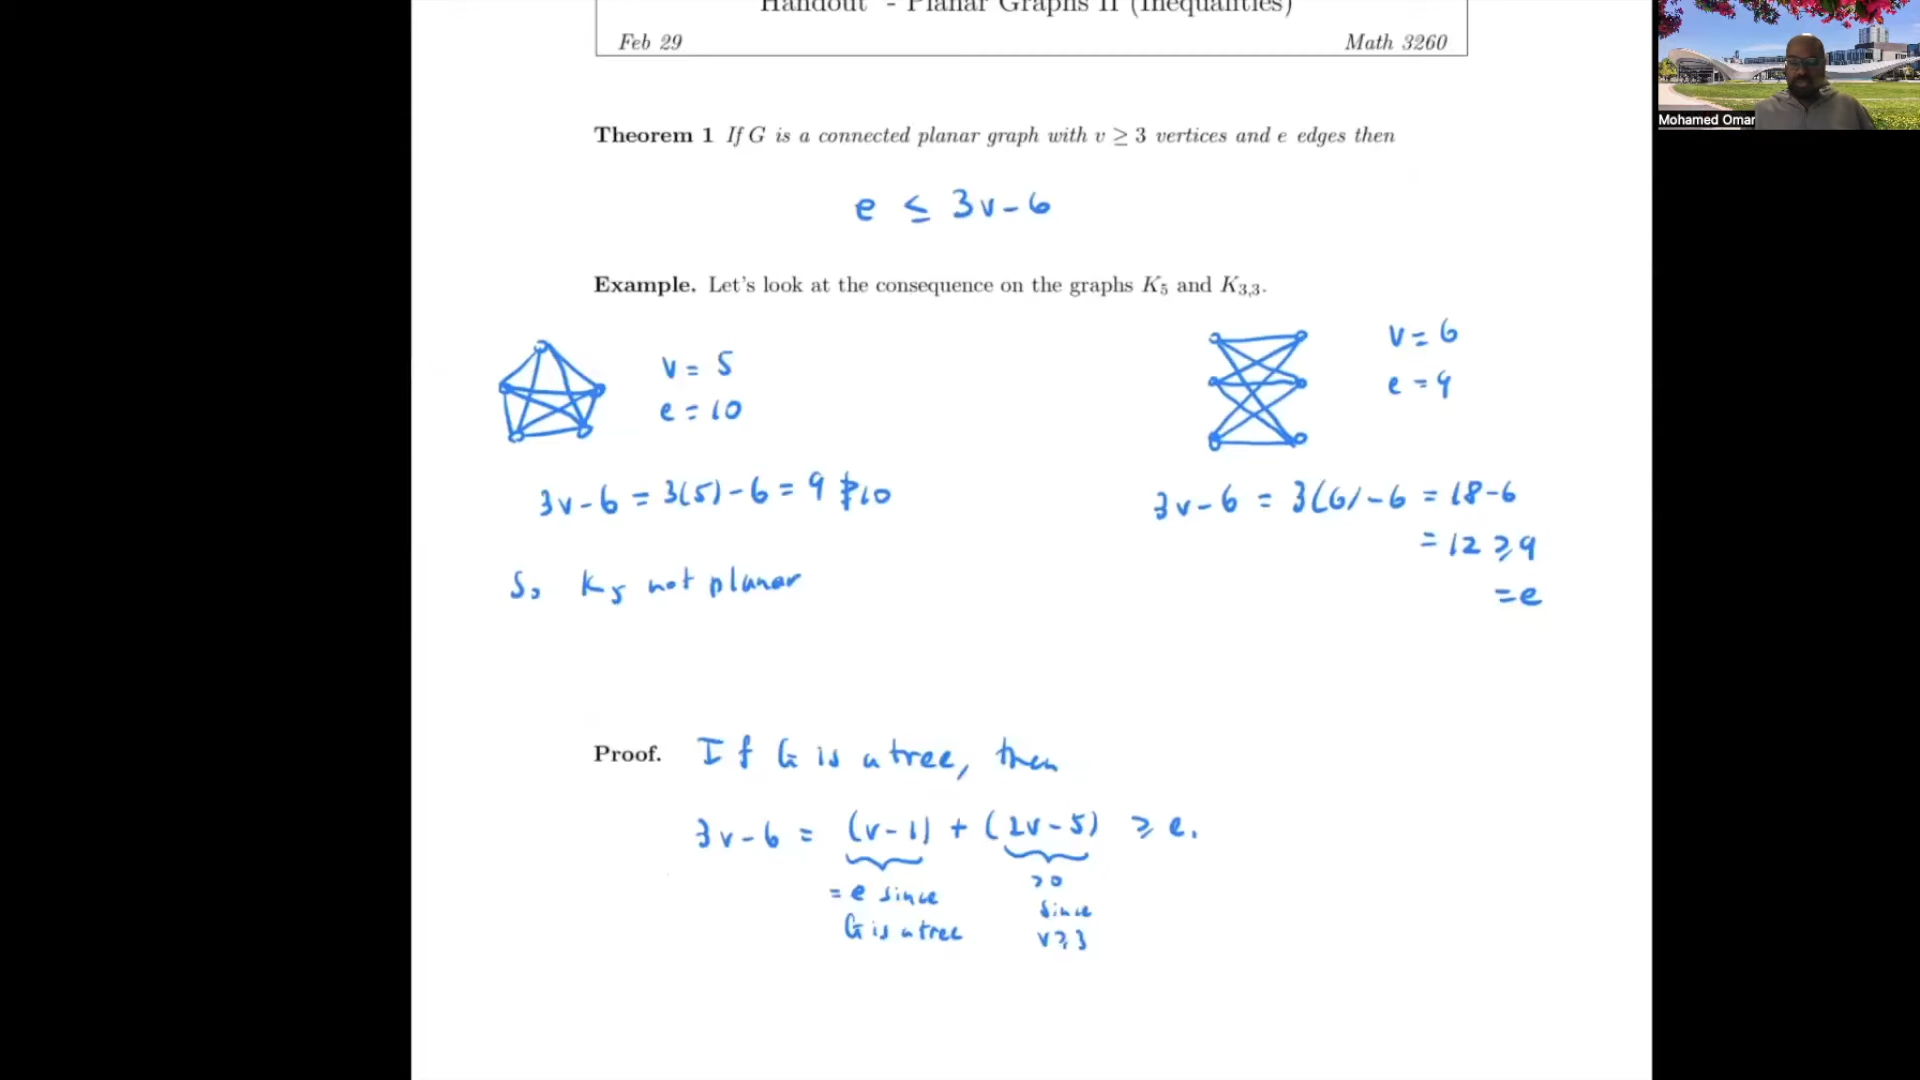 Handout - Planar Graphs II (Inequalities)
Feb 29 Math 3260
Mohamed Omar
Theorem 1 If G is a connected planar graph with v ≥ 3 vertices and e edges then
e ≤ 3v-6
Example. Let's look at the consequence on the graphs K₅ and K₃,₃.
v = 5
e = 10
3v-6 = 3(5)-6 = 9 ≱ 10
So K₅ not planar
v = 6
e = 9
3v-6 = 3(6)-6 = 18-6
= 12 ≥ 9
= e
Proof. If G is a tree, then
3v-6 = (v-1) + (2v-5) ≥ e.
= e since
G is a tree
>0
since
v ≥ 3